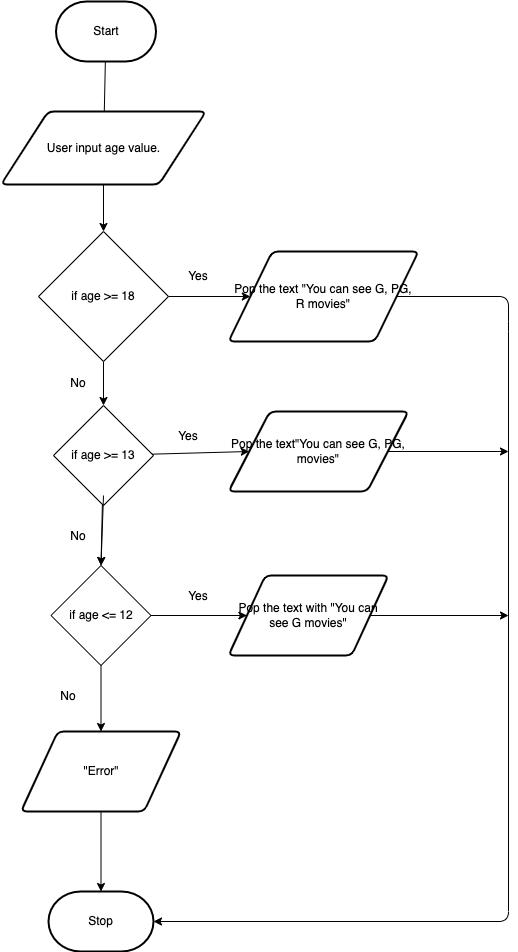 Start
User input age value.
if age >= 18
Yes
Pop the text "You can see G, PG,
R movies"
No
if age >= 13
Yes
Pop the text"You can see G, PG,
movies"
No
if age <= 12
Yes
Pop the text with "You can
see G movies"
No
"Error"
Stop